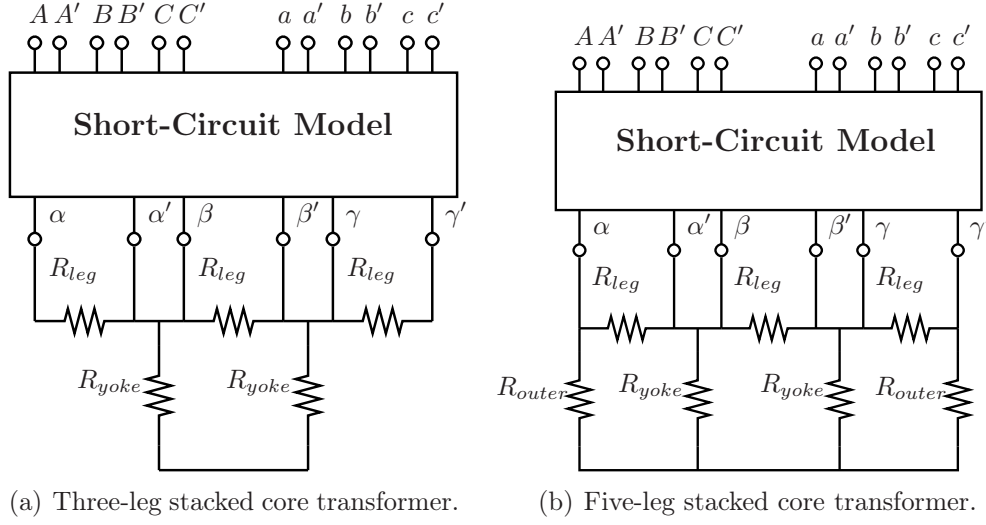 A A′ B B′ C C′ a a′ b b′ c c′
Short-Circuit Model
α α′ β β′ γ γ′
R_leg R_leg R_leg
R_yoke R_yoke
(a) Three-leg stacked core transformer.
A A′ B B′ C C′ a a′ b b′ c c′
Short-Circuit Model
α α′ β β′ γ γ
R_leg R_leg R_leg
R_outer R_yoke R_yoke R_outer
(b) Five-leg stacked core transformer.